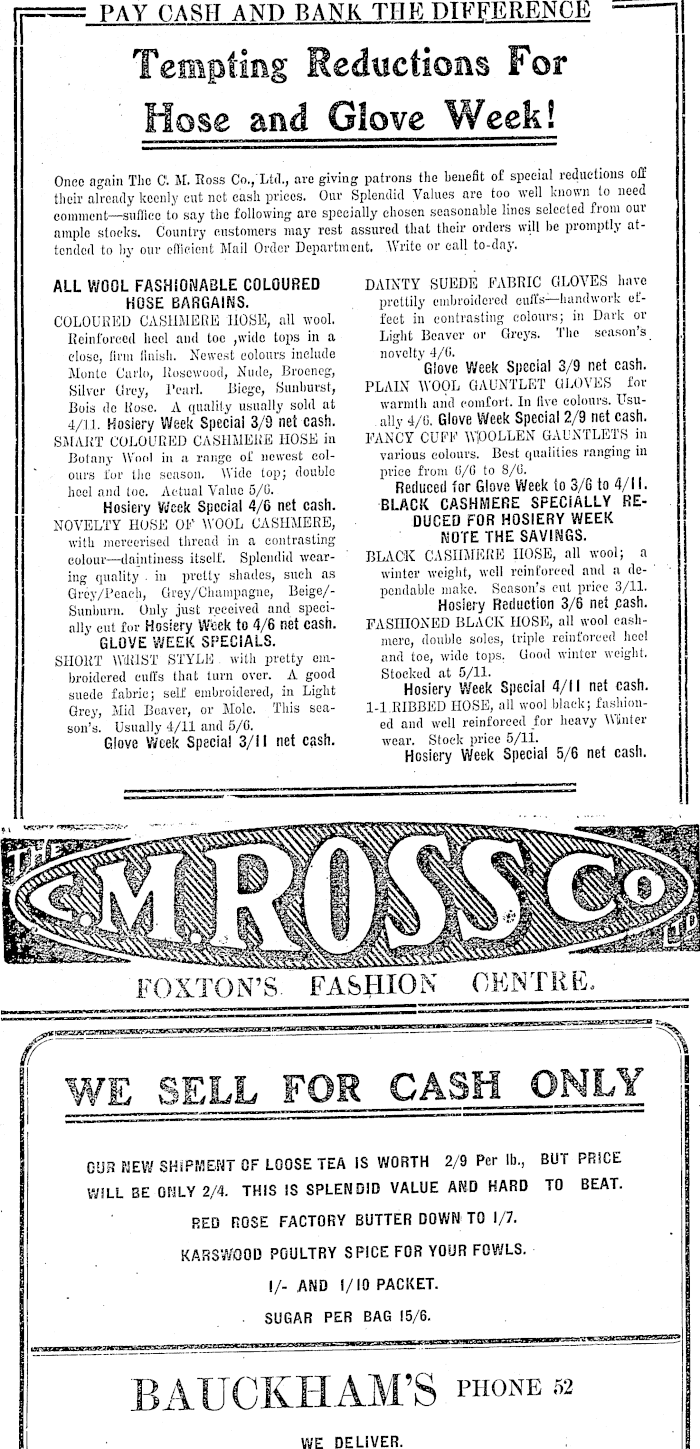 PAY CASH AND BANK THE DIFFERENCE
Tempting Reductions For
Hose and Glove Week!
Once again The C. M. Ross Co., Ltd., are giving patrons the benefit of special reductions off
their already keenly cut net cash prices. Our Splendid Values are too well known to need
comment—suffice to say the following are specially chosen seasonable lines selected from our
ample stocks. Country customers may rest assured that their orders will be promptly at-
tended to by our efficient Mail Order Department. Write or call to-day.
ALL WOOL FASHIONABLE COLOURED
HOSE BARGAINS.
COLOURED CASHMERE HOSE, all wool.
Reinforced heel and toe ,wide tops in a
close, firm finish. Newest colours include
Monte Carlo, Rosewood, Nude, Broceng,
Silver Grey, Pearl. Biege, Sunburst,
Bois de Rose. A quality usually sold at
4/11. Hosiery Week Special 3/9 net cash.
SMART COLOURED CASHMERE HOSE in
Botany Wool in a range of newest col-
ours for the season. Wide top; double
heel and toe. Actual Value 5/6.
Hosiery Week Special 4/6 net cash.
NOVELTY HOSE OF WOOL CASHMERE,
with mercerised thread in a contrasting
colour—daintiness itself. Splendid wear-
ing quality in pretty shades, such as
Grey/Peach, Grey/Champagne, Beige/-
Sunburn. Only just received and speci-
ally cut for Hosiery Week to 4/6 net cash.
GLOVE WEEK SPECIALS.
SHORT WRIST STYLE with pretty em-
broidered cuffs that turn over. A good
suede fabric; self embroidered, in Light
Grey, Mid Beaver, or Mole. This sea-
son's. Usually 4/11 and 5/6.
Glove Week Special 3/11 net cash.
DAINTY SUEDE FABRIC GLOVES have
prettily embroidered cuffs—handwork ef-
fect in contrasting colours; in Dark or
Light Beaver or Greys. The season's
novelty 4/6.
Glove Week Special 3/9 net cash.
PLAIN WOOL GAUNTLET GLOVES for
warmth and comfort. In five colours. Usu-
ally 4/6. Glove Week Special 2/9 net cash.
FANCY CUFF WOOLLEN GAUNTLETS in
various colours. Best qualities ranging in
price from 6/6 to 8/6.
Reduced for Glove Week to 3/6 to 4/11.
BLACK CASHMERE SPECIALLY RE-
DUCED FOR HOSIERY WEEK
NOTE THE SAVINGS.
BLACK CASHMERE HOSE, all wool; a
winter weight, well reinforced and a de-
pendable make. Season's cut price 3/11.
Hosiery Reduction 3/6 net cash.
FASHIONED BLACK HOSE, all wool cash-
mere, double soles, triple reinforced heel
and toe, wide tops. Good winter weight.
Stocked at 5/11.
Hosiery Week Special 4/11 net cash.
1-1 RIBBED HOSE, all wool black; fashion-
ed and well reinforced for heavy Winter
wear. Stock price 5/11.
Hosiery Week Special 5/6 net cash.
THE
C.M. ROSS Co
LTD
FOXTON'S FASHION CENTRE.
WE SELL FOR CASH ONLY
OUR NEW SHIPMENT OF LOOSE TEA IS WORTH 2/9 Per lb., BUT PRICE
WILL BE ONLY 2/4. THIS IS SPLENDID VALUE AND HARD TO BEAT.
RED ROSE FACTORY BUTTER DOWN TO 1/7.
KARSWOOD POULTRY SPICE FOR YOUR FOWLS.
1/- AND 1/10 PACKET.
SUGAR PER BAG 15/6.
BAUCKHAM'S PHONE 52
WE DELIVER.